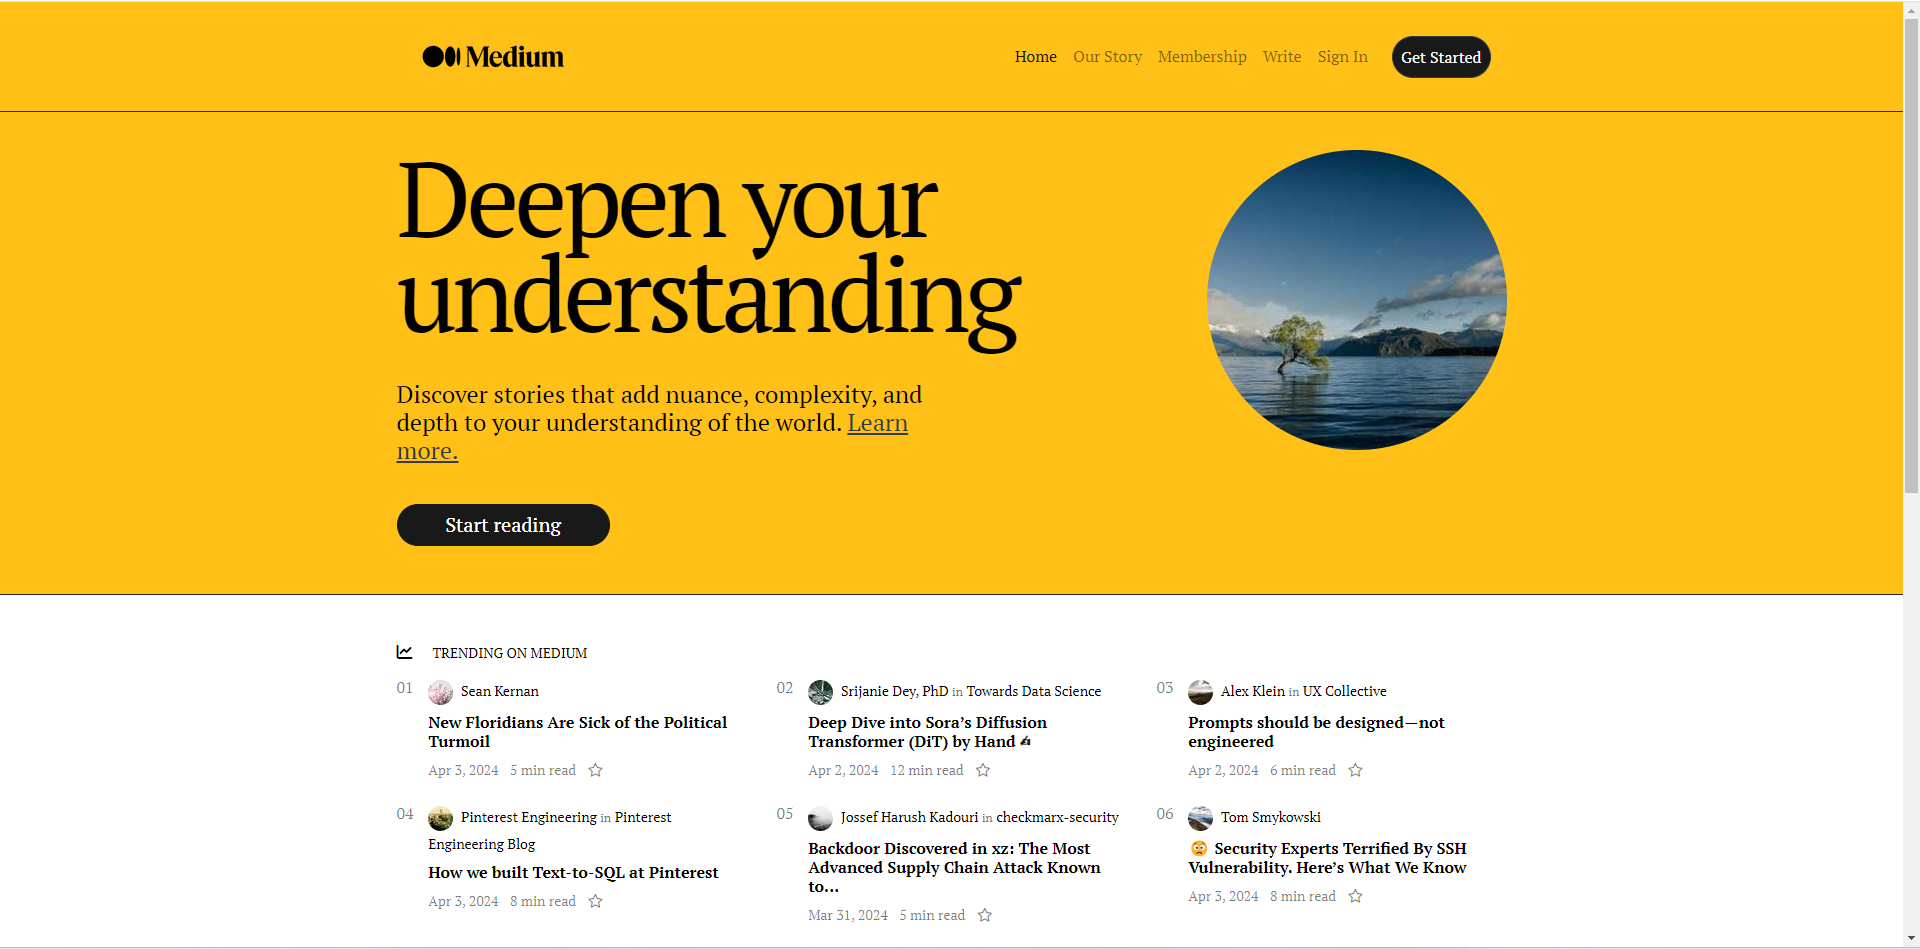 Medium
Home Our Story Membership Write Sign In Get Started
Deepen your
understanding
Discover stories that add nuance, complexity, and
depth to your understanding of the world. Learn
more.
Start reading
TRENDING ON MEDIUM
01 Sean Kernan
New Floridians Are Sick of the Political
Turmoil
Apr 3, 2024 5 min read
02 Srijanie Dey, PhD in Towards Data Science
Deep Dive into Sora’s Diffusion
Transformer (DiT) by Hand ✍
Apr 2, 2024 12 min read
03 Alex Klein in UX Collective
Prompts should be designed—not
engineered
Apr 2, 2024 6 min read
04 Pinterest Engineering in Pinterest
Engineering Blog
How we built Text-to-SQL at Pinterest
Apr 3, 2024 8 min read
05 Jossef Harush Kadouri in checkmarx-security
Backdoor Discovered in xz: The Most
Advanced Supply Chain Attack Known
to…
Mar 31, 2024 5 min read
06 Tom Smykowski
😳 Security Experts Terrified By SSH
Vulnerability. Here’s What We Know
Apr 3, 2024 8 min read